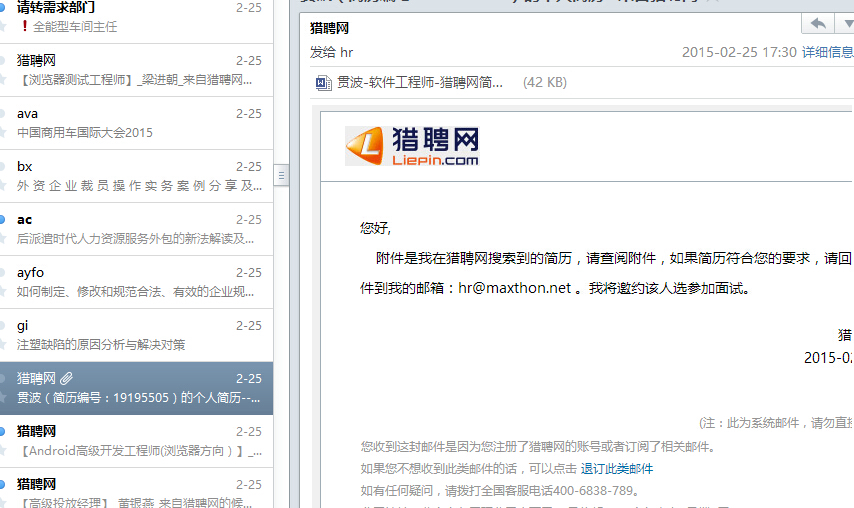 请转需求部门 2-25
全能型车间主任
猎聘网 2-25
【浏览器测试工程师】_梁进朝_来自猎聘网...
ava 2-25
中国商用车国际大会2015
bx 2-25
外 资 企 业 裁 员 操 作 实 务 案 例 分 享 及...
ac 2-25
后派遣时代人力资源服务外包的新法解读及...
ayfo 2-25
如何制定、修改和规范合法、有效的企业规...
gi 2-25
注塑缺陷的原因分析与解决对策
猎聘网 2-25
贯波（简历编号：19195505）的个人简历--...
猎聘网 2-25
【Android高级开发工程师(浏览器方向）】_...
猎聘网 2-25
【高级投放经理】_黄银燕_来自猎聘网的候...
猎聘网
发给 hr 2015-02-25 17:30 详细信息
贯波-软件工程师-猎聘网简... (42 KB)
猎聘网
Liepin.com
您好,
附件是我在猎聘网搜索到的简历，请查阅附件，如果简历符合您的要求，请回
件到我的邮箱：hr@maxthon.net 。我将邀约该人选参加面试。
猎
2015-02
(注：此为系统邮件，请勿直接
您收到这封邮件是因为您注册了猎聘网的账号或者订阅了相关邮件。
如果您不想收到此类邮件的话，可以点击 退订此类邮件
如有任何疑问，请拨打全国客服电话400-6838-789。